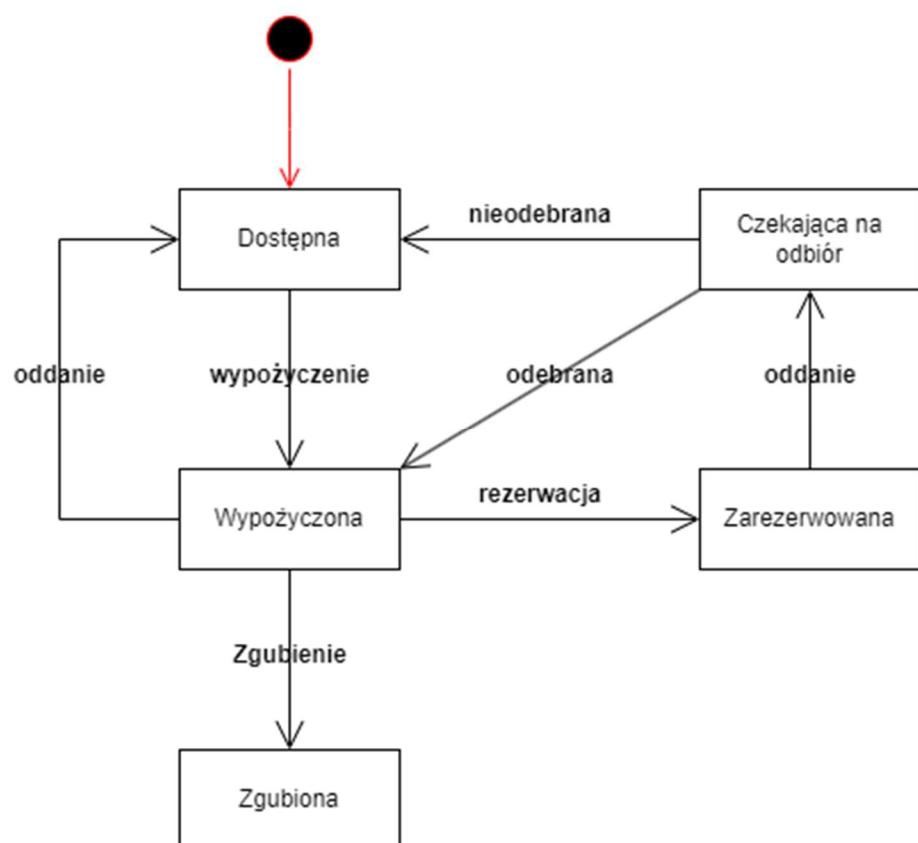 nieodebrana
Dostępna
Czekająca na
odbiór
oddanie
wypożyczenie
odebrana
oddanie
Wypożyczona
rezerwacja
Zarezerwowana
Zgubienie
Zgubiona